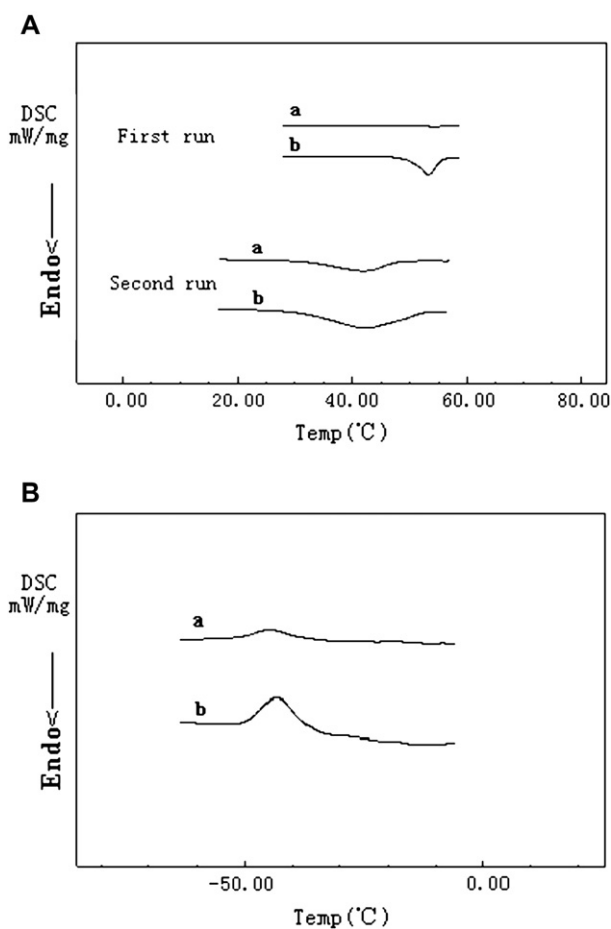 A
DSC
mW/mg
Endo<
First run
a
b
Second run
a
b
0.00 20.00 40.00 60.00 80.00
Temp(℃)
B
DSC
mW/mg
Endo<
a
b
-50.00 0.00
Temp(℃)